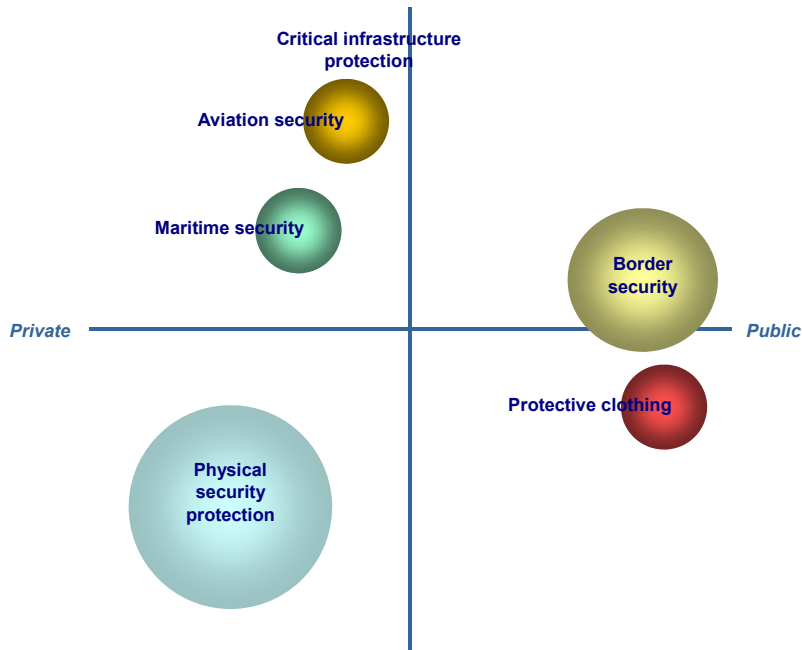 Critical infrastructure
protection
Aviation security
Maritime security
Border
security
Private
Public
Protective clothing
Physical
security
protection